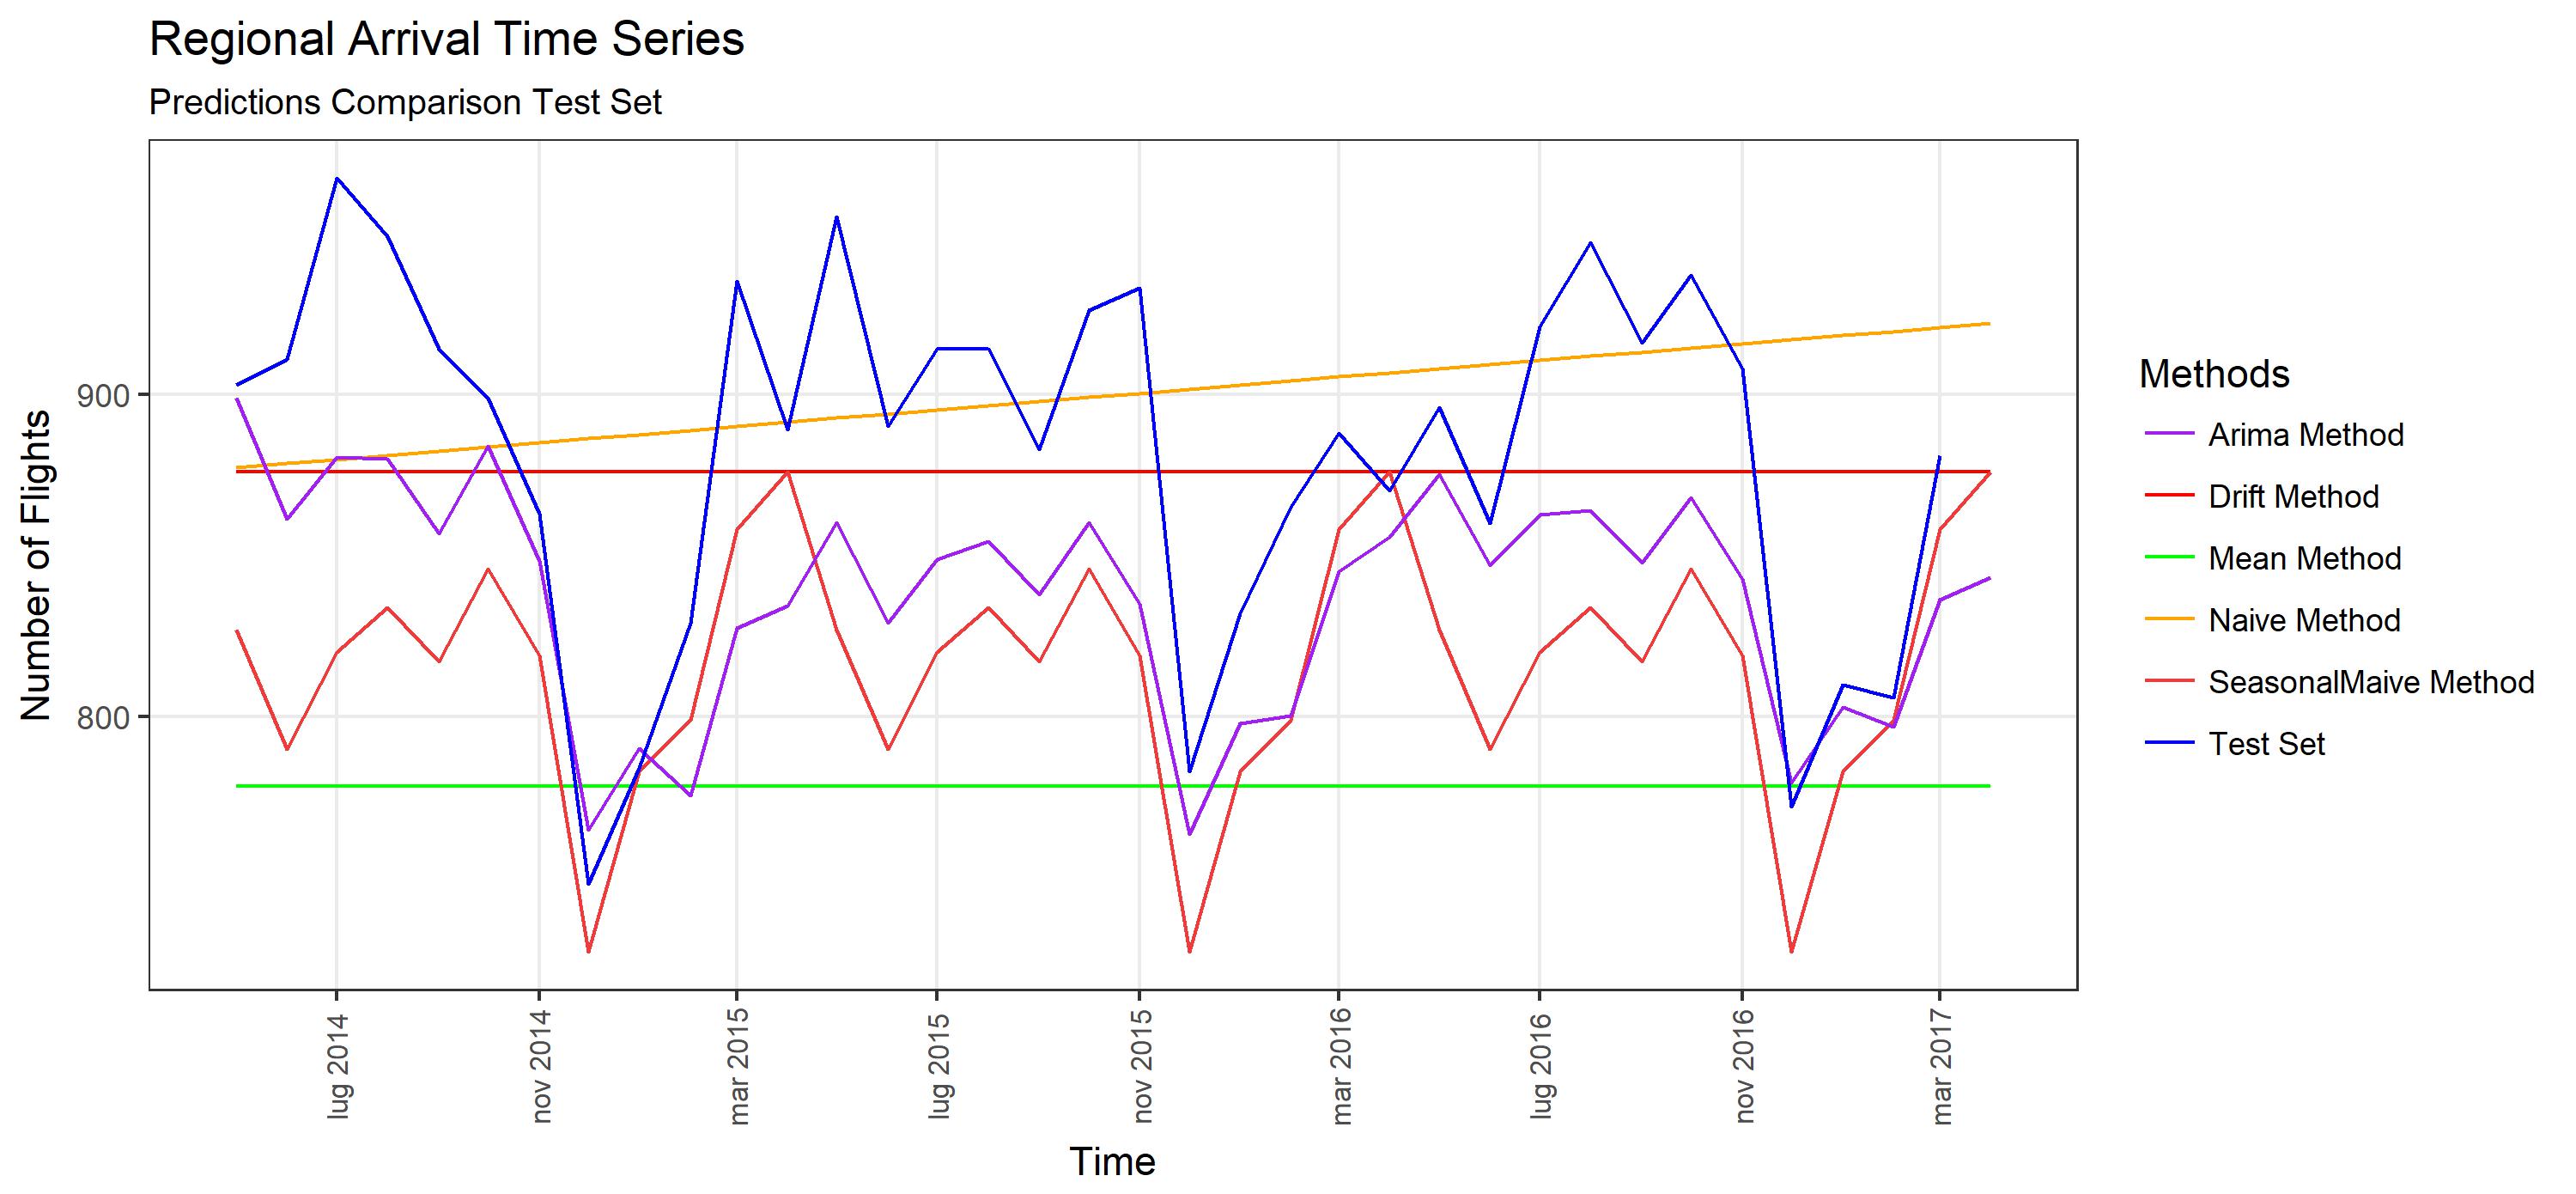 Regional Arrival Time Series
Predictions Comparison Test Set
Number of Flights
900
800
lug 2014
nov 2014
mar 2015
lug 2015
nov 2015
mar 2016
lug 2016
nov 2016
mar 2017
Time
Methods
Arima Method
Drift Method
Mean Method
Naive Method
SeasonalMaive Method
Test Set